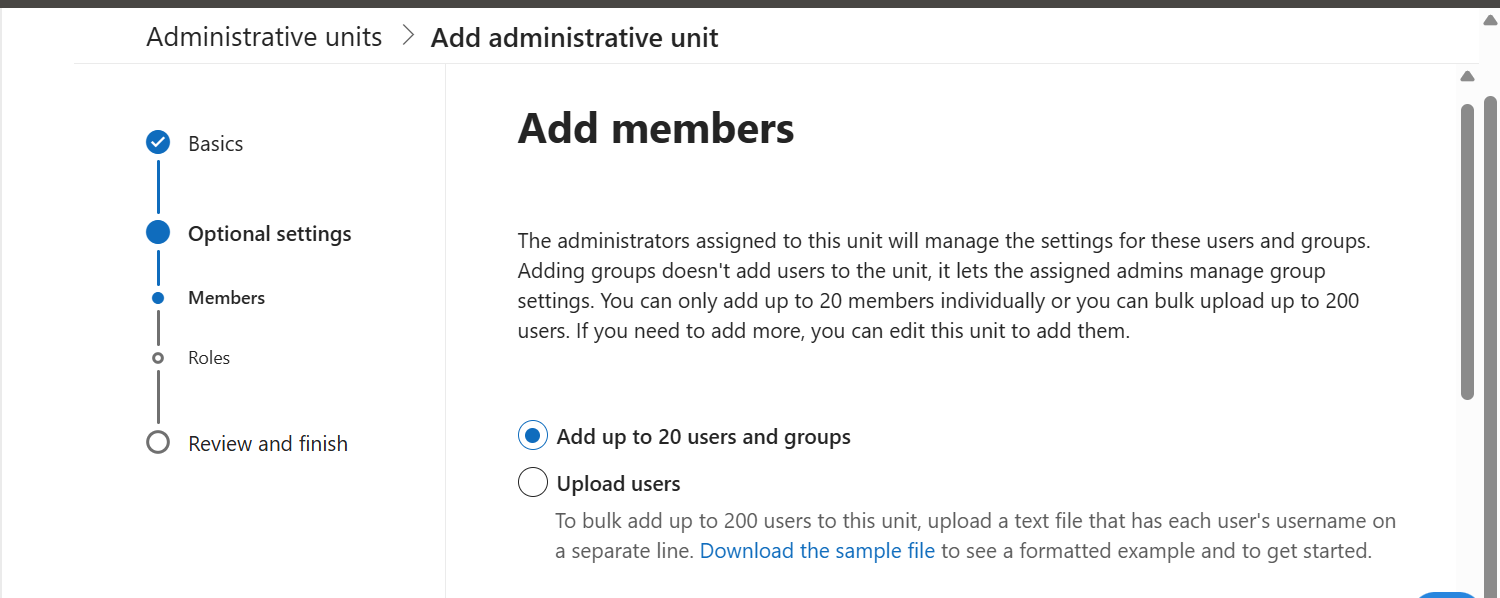 Administrative units > Add administrative unit
Basics
Optional settings
Members
Roles
Review and finish
Add members
The administrators assigned to this unit will manage the settings for these users and groups.
Adding groups doesn't add users to the unit, it lets the assigned admins manage group
settings. You can only add up to 20 members individually or you can bulk upload up to 200
users. If you need to add more, you can edit this unit to add them.
Add up to 20 users and groups
Upload users
To bulk add up to 200 users to this unit, upload a text file that has each user's username on
a separate line. Download the sample file to see a formatted example and to get started.